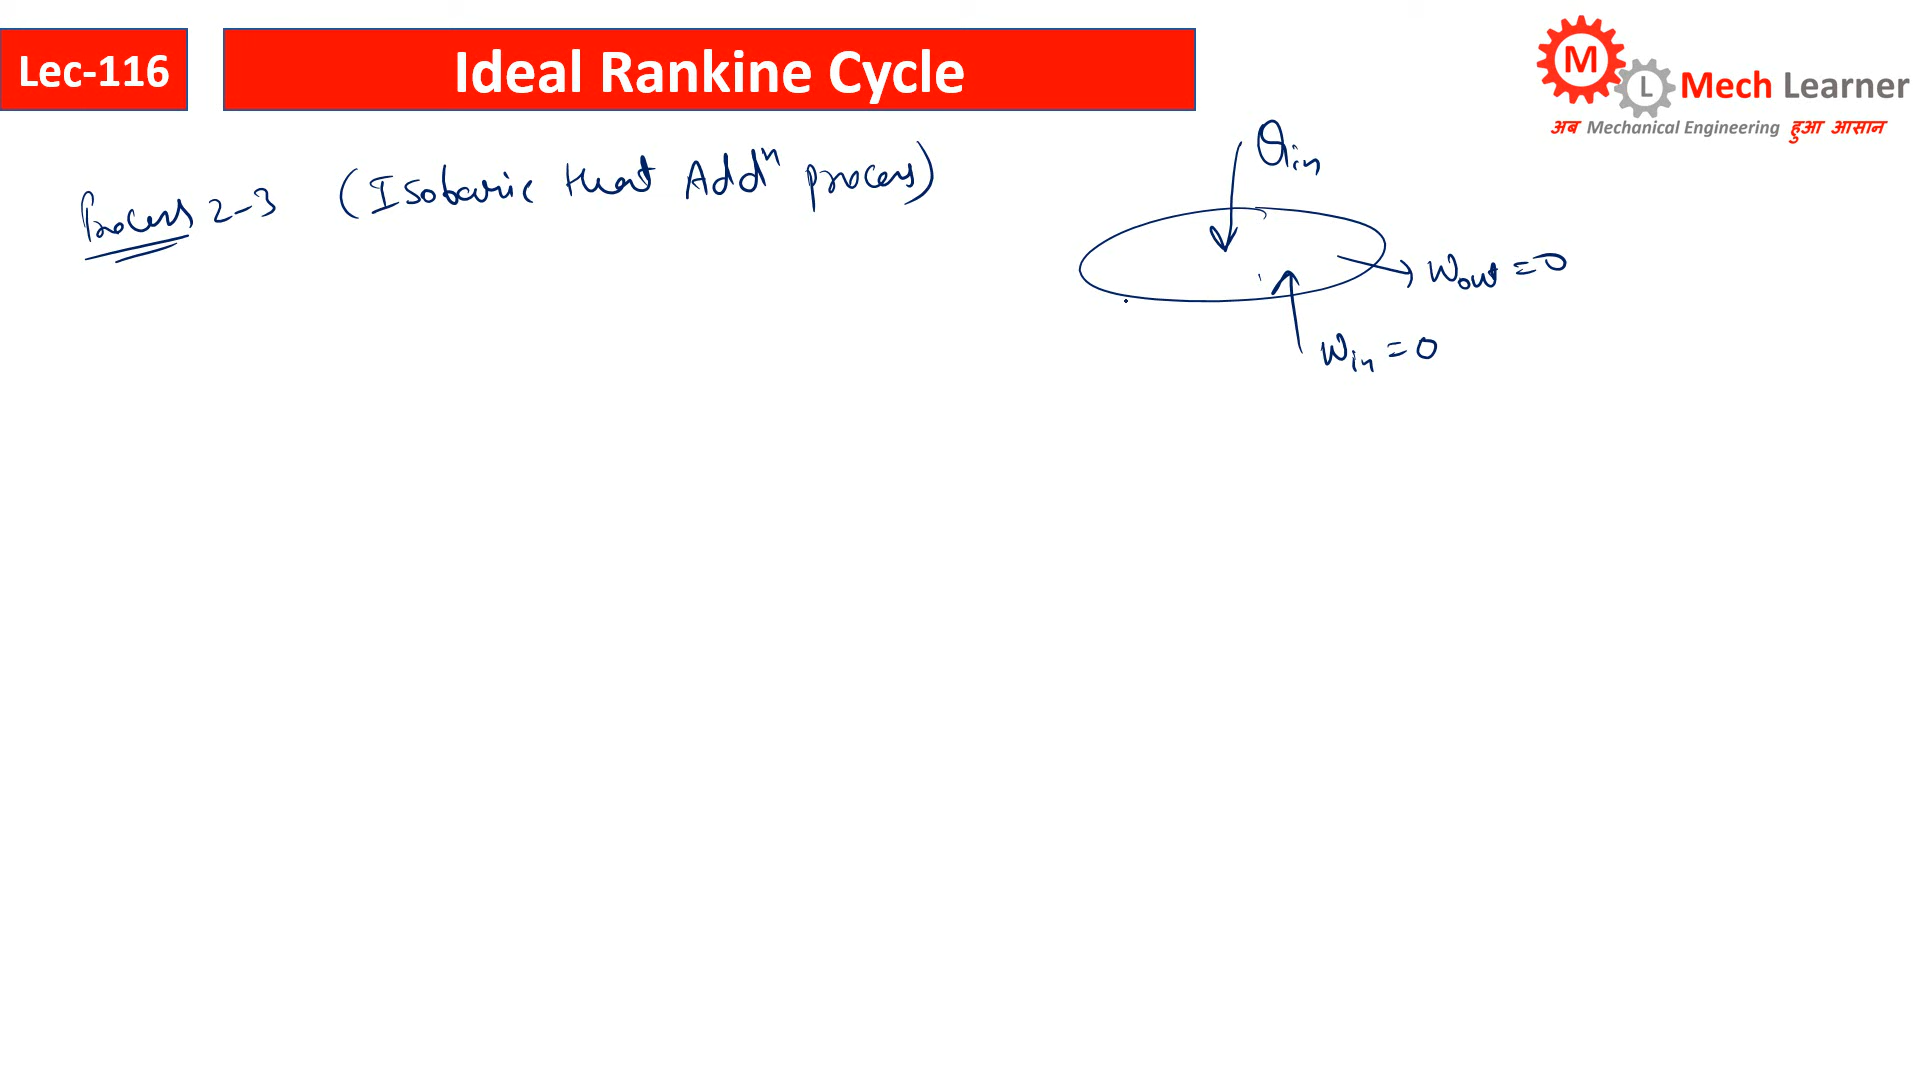 Lec-116
Ideal Rankine Cycle
M L Mech Learner
अब Mechanical Engineering हुआ आसान
Process 2-3 (Isobaric Heat Addⁿ process)
Qin
Wout = 0
Win = 0